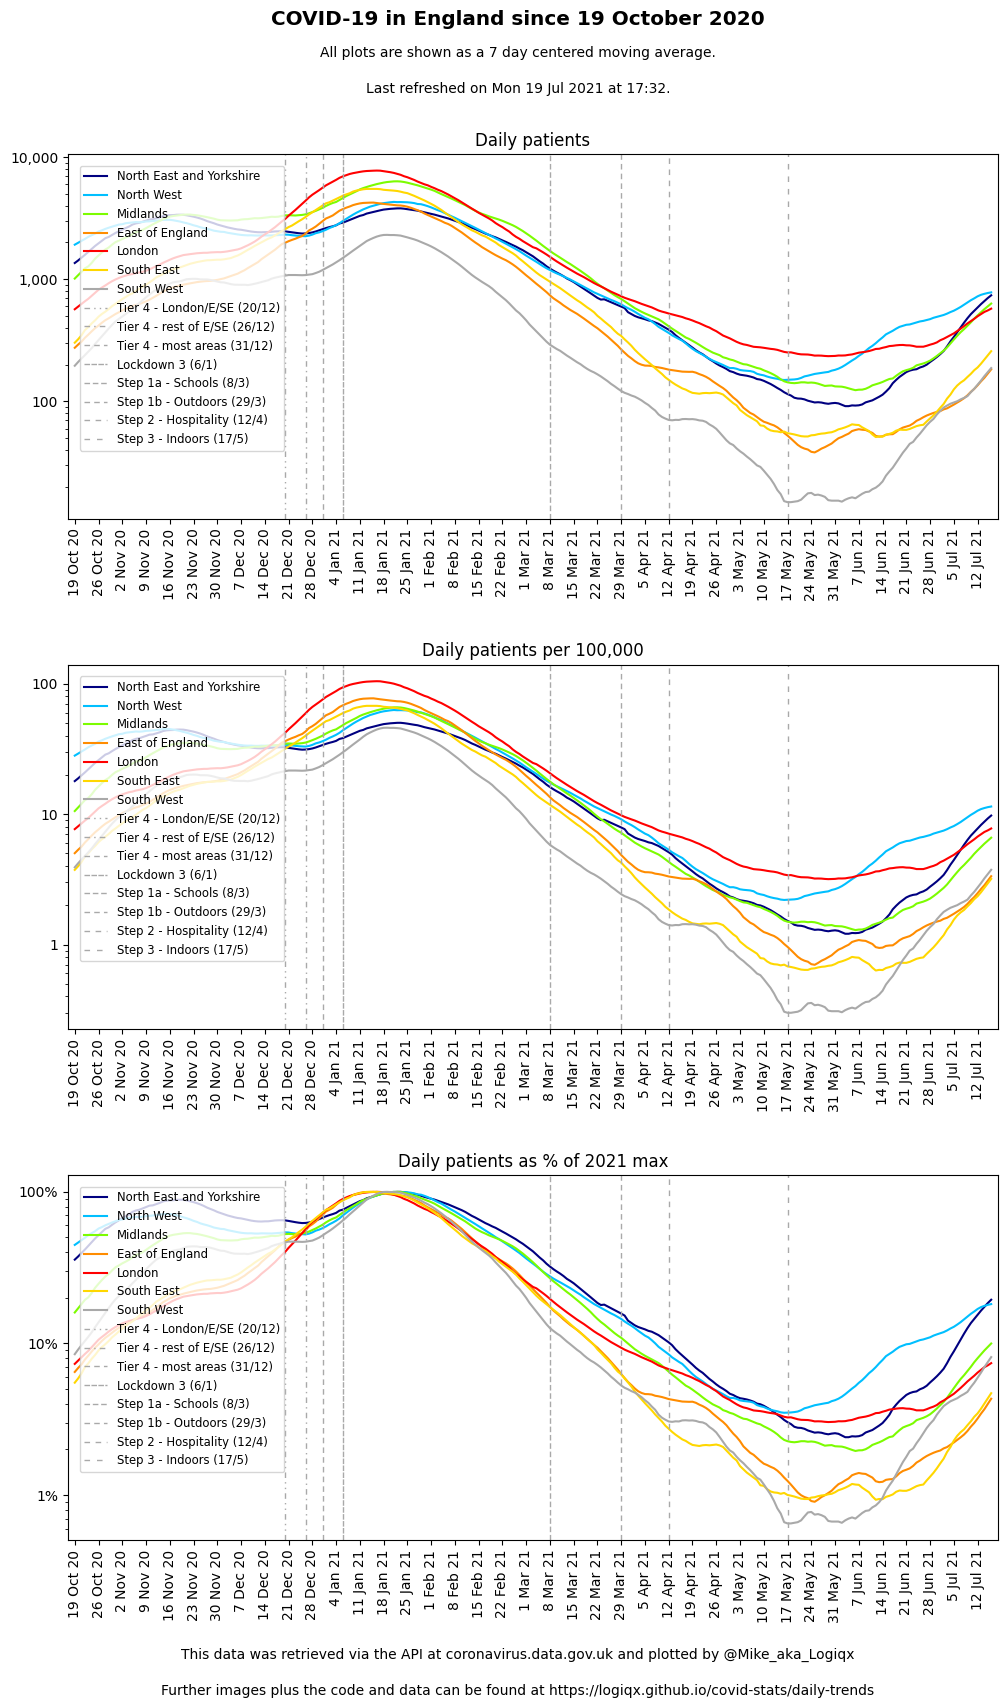 COVID-19 in England since 19 October 2020
All plots are shown as a 7 day centered moving average.
Last refreshed on Mon 19 Jul 2021 at 17:32.
Daily patients
10,000
1,000
100
North East and Yorkshire
North West
Midlands
East of England
London
South East
South West
Tier 4 - London/E/SE (20/12)
Tier 4 - rest of E/SE (26/12)
Tier 4 - most areas (31/12)
Lockdown 3 (6/1)
Step 1a - Schools (8/3)
Step 1b - Outdoors (29/3)
Step 2 - Hospitality (12/4)
Step 3 - Indoors (17/5)
19 Oct 20
26 Oct 20
2 Nov 20
9 Nov 20
16 Nov 20
23 Nov 20
30 Nov 20
7 Dec 20
14 Dec 20
21 Dec 20
28 Dec 20
4 Jan 21
11 Jan 21
18 Jan 21
25 Jan 21
1 Feb 21
8 Feb 21
15 Feb 21
22 Feb 21
1 Mar 21
8 Mar 21
15 Mar 21
22 Mar 21
29 Mar 21
5 Apr 21
12 Apr 21
19 Apr 21
26 Apr 21
3 May 21
10 May 21
17 May 21
24 May 21
31 May 21
7 Jun 21
14 Jun 21
21 Jun 21
28 Jun 21
5 Jul 21
12 Jul 21
Daily patients per 100,000
100
10
1
North East and Yorkshire
North West
Midlands
East of England
London
South East
South West
Tier 4 - London/E/SE (20/12)
Tier 4 - rest of E/SE (26/12)
Tier 4 - most areas (31/12)
Lockdown 3 (6/1)
Step 1a - Schools (8/3)
Step 1b - Outdoors (29/3)
Step 2 - Hospitality (12/4)
Step 3 - Indoors (17/5)
19 Oct 20
26 Oct 20
2 Nov 20
9 Nov 20
16 Nov 20
23 Nov 20
30 Nov 20
7 Dec 20
14 Dec 20
21 Dec 20
28 Dec 20
4 Jan 21
11 Jan 21
18 Jan 21
25 Jan 21
1 Feb 21
8 Feb 21
15 Feb 21
22 Feb 21
1 Mar 21
8 Mar 21
15 Mar 21
22 Mar 21
29 Mar 21
5 Apr 21
12 Apr 21
19 Apr 21
26 Apr 21
3 May 21
10 May 21
17 May 21
24 May 21
31 May 21
7 Jun 21
14 Jun 21
21 Jun 21
28 Jun 21
5 Jul 21
12 Jul 21
Daily patients as % of 2021 max
100%
10%
1%
North East and Yorkshire
North West
Midlands
East of England
London
South East
South West
Tier 4 - London/E/SE (20/12)
Tier 4 - rest of E/SE (26/12)
Tier 4 - most areas (31/12)
Lockdown 3 (6/1)
Step 1a - Schools (8/3)
Step 1b - Outdoors (29/3)
Step 2 - Hospitality (12/4)
Step 3 - Indoors (17/5)
19 Oct 20
26 Oct 20
2 Nov 20
9 Nov 20
16 Nov 20
23 Nov 20
30 Nov 20
7 Dec 20
14 Dec 20
21 Dec 20
28 Dec 20
4 Jan 21
11 Jan 21
18 Jan 21
25 Jan 21
1 Feb 21
8 Feb 21
15 Feb 21
22 Feb 21
1 Mar 21
8 Mar 21
15 Mar 21
22 Mar 21
29 Mar 21
5 Apr 21
12 Apr 21
19 Apr 21
26 Apr 21
3 May 21
10 May 21
17 May 21
24 May 21
31 May 21
7 Jun 21
14 Jun 21
21 Jun 21
28 Jun 21
5 Jul 21
12 Jul 21
This data was retrieved via the API at coronavirus.data.gov.uk and plotted by @Mike_aka_Logiqx
Further images plus the code and data can be found at https://logiqx.github.io/covid-stats/daily-trends